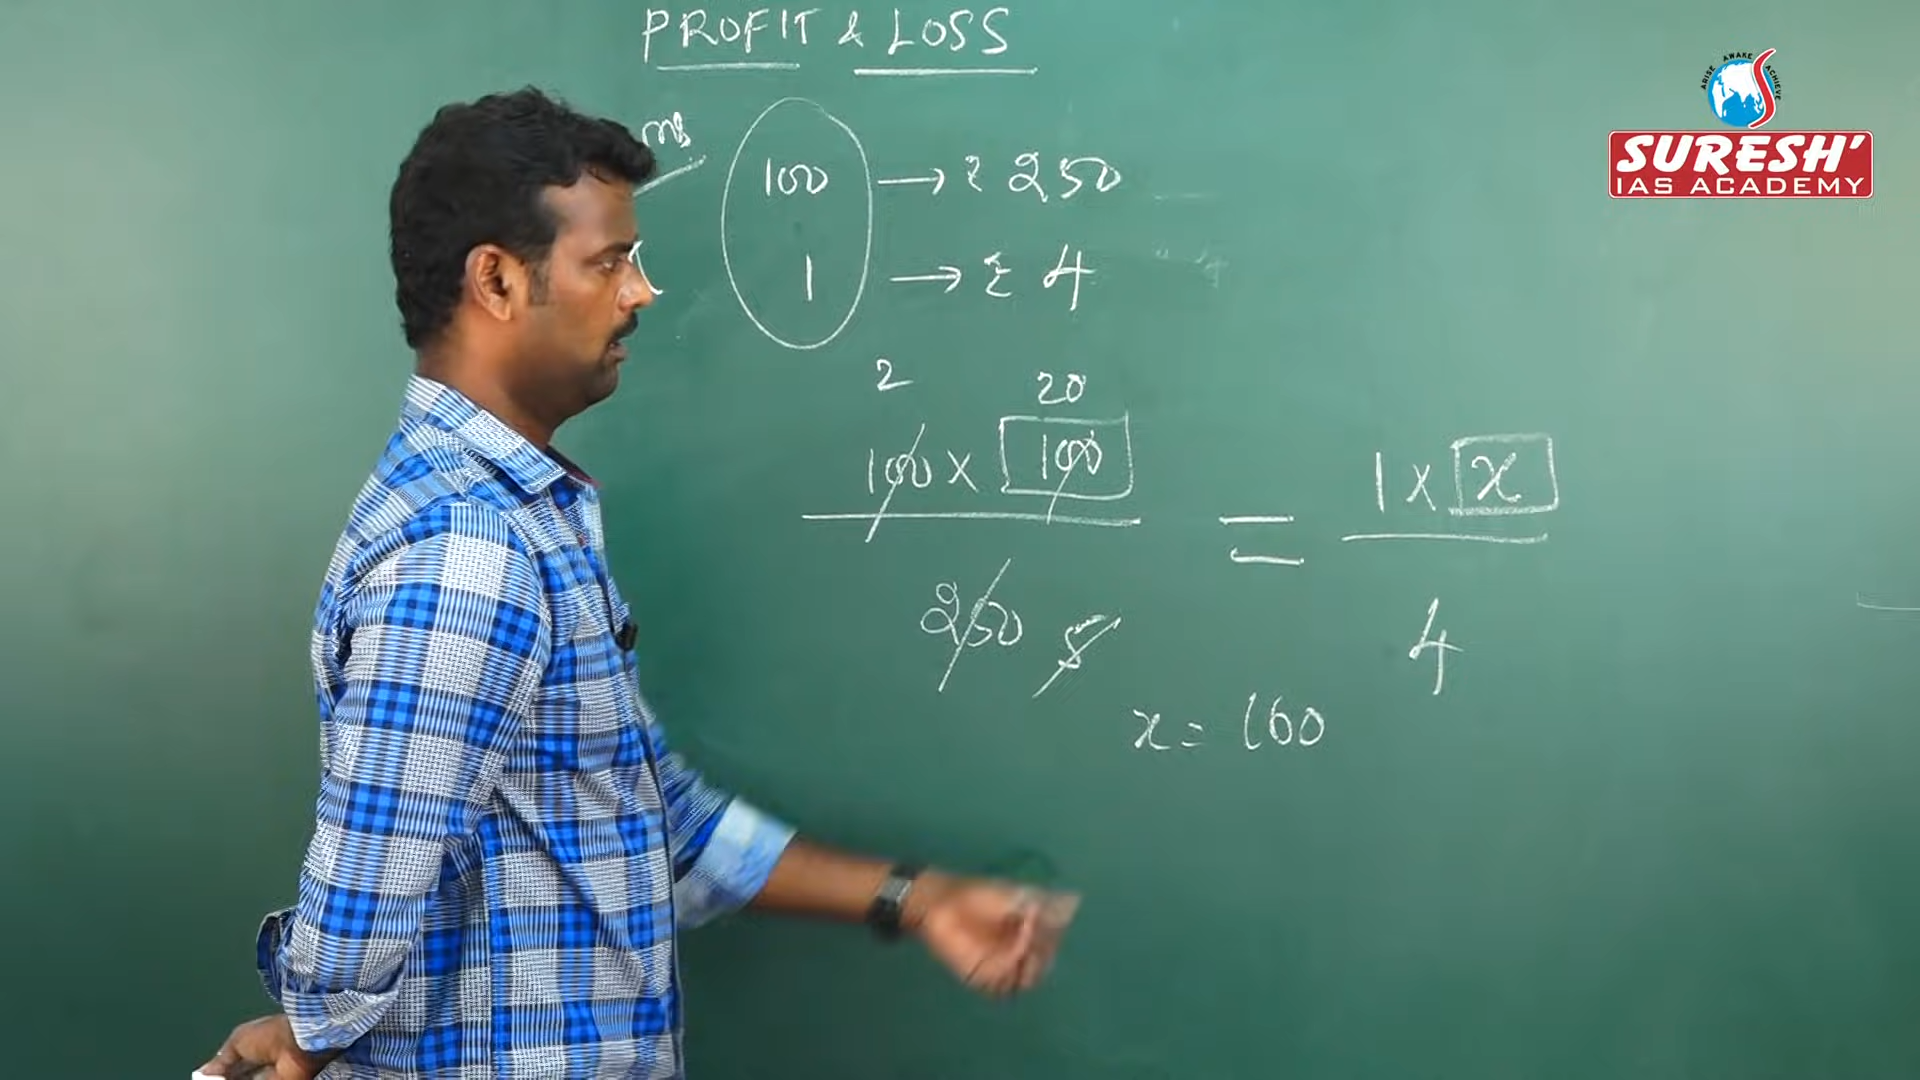 PROFIT & LOSS
100 → ₹ 250
1 → ₹ 4
2 20
100 x 100 = 1 x x
250 5 4
x = 160
ARISE AWAKE ACHIEVE
SURESH'
IAS ACADEMY